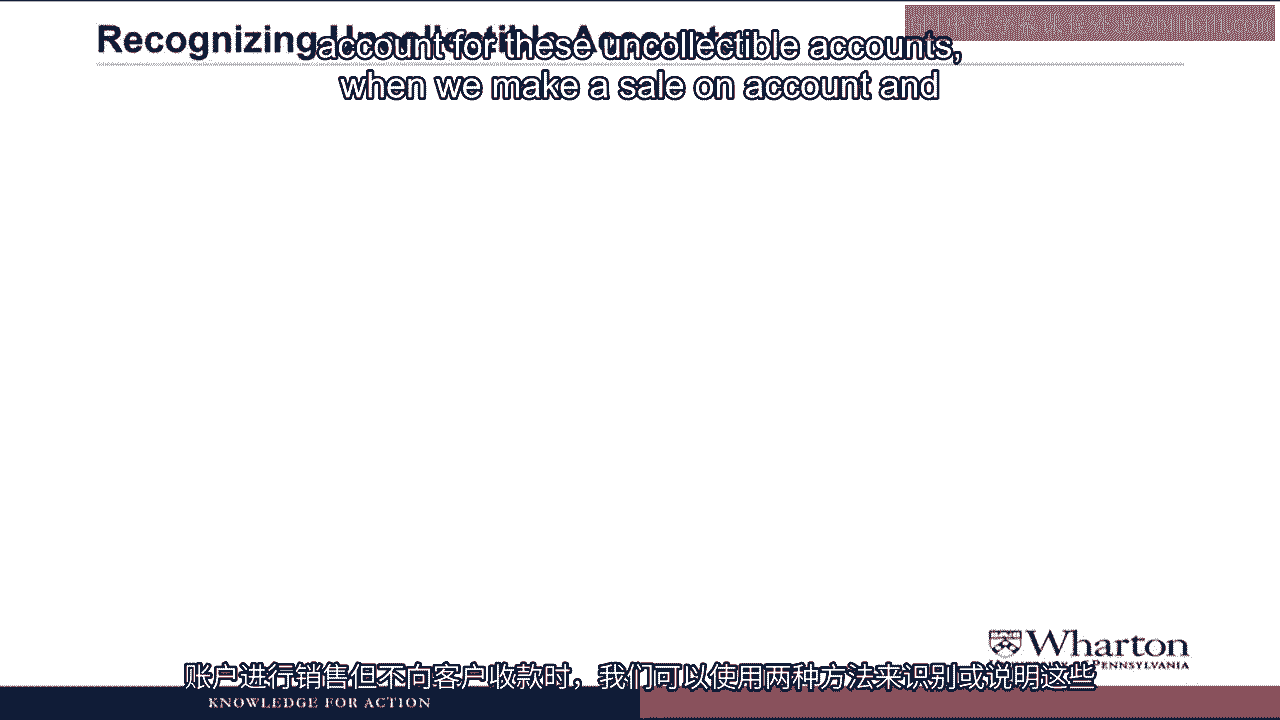 Recognizing Uncollectible Accounts
account for these uncollectible accounts,
when we make a sale on account and
Wharton
PENNSYLVANIA
账户进行销售但不向客户收款时，我们可以使用两种方法来识别或说明这些
KNOWLEDGE FOR ACTION